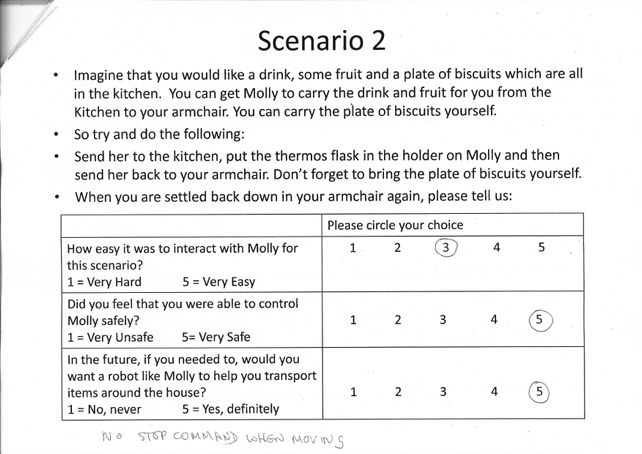 Scenario 2
• Imagine that you would like a drink, some fruit and a plate of biscuits which are all
in the kitchen. You can get Molly to carry the drink and fruit for you from the
Kitchen to your armchair. You can carry the plate of biscuits yourself.
• So try and do the following:
• Send her to the kitchen, put the thermos flask in the holder on Molly and then
send her back to your armchair. Don't forget to bring the plate of biscuits yourself.
• When you are settled back down in your armchair again, please tell us:
Please circle your choice
How easy it was to interact with Molly for
this scenario?
1 = Very Hard 5 = Very Easy
1 2 3 4 5
Did you feel that you were able to control
Molly safely?
1 = Very Unsafe 5= Very Safe
1 2 3 4 5
In the future, if you needed to, would you
want a robot like Molly to help you transport
items around the house?
1 = No, never 5 = Yes, definitely
1 2 3 4 5
NO STOP COMMAND WHEN MOVING